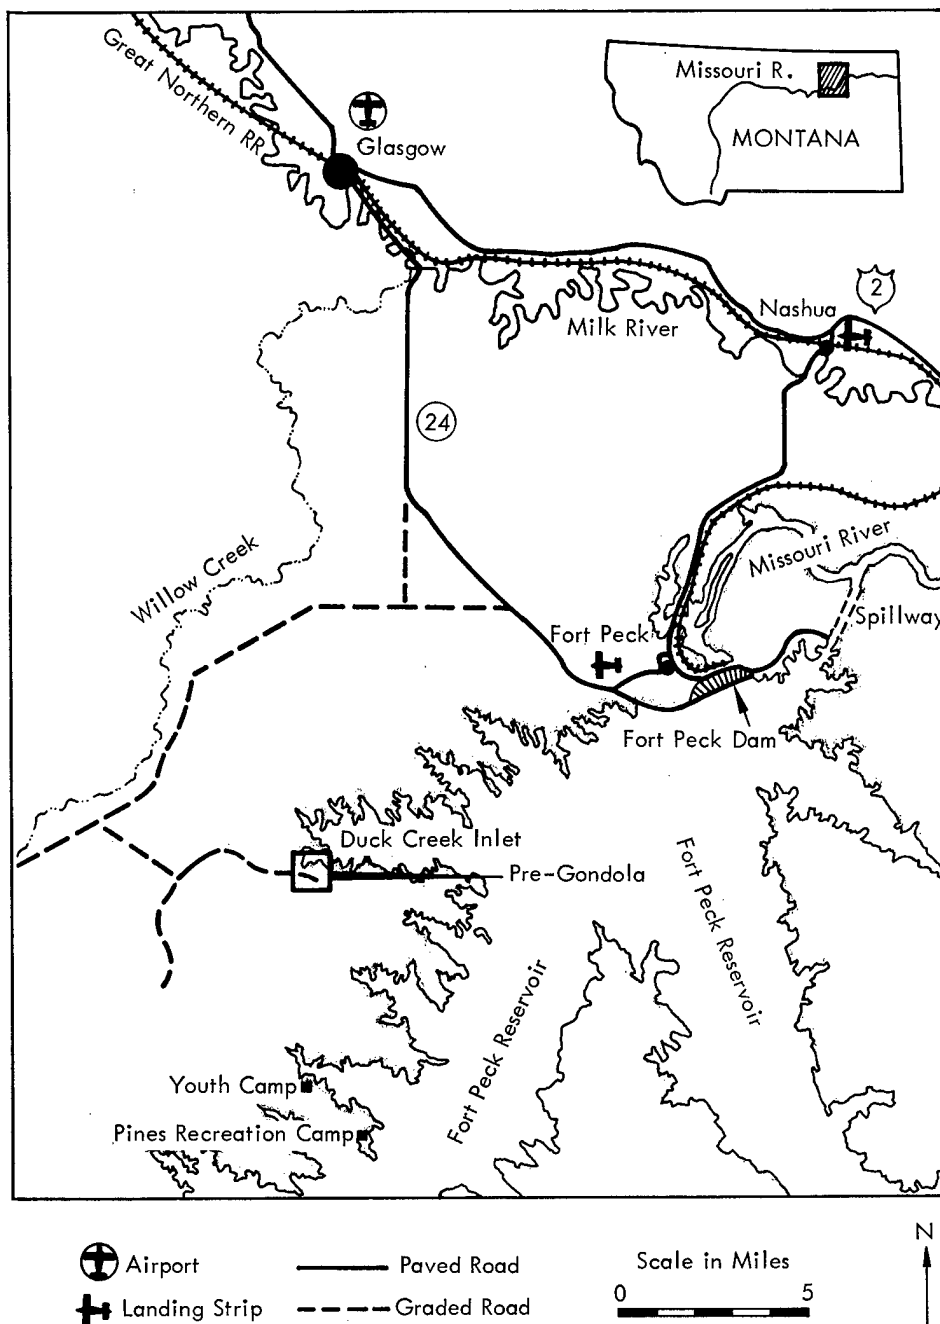 Great Northern RR
Glasgow
Missouri R.
MONTANA
Nashua
2
Milk River
24
Willow Creek
Missouri River
Spillway
Fort Peck
Fort Peck Dam
Duck Creek Inlet
Pre-Gondola
Fort Peck Reservoir
Fort Peck Reservoir
Youth Camp
Pines Recreation Camp
N
Airport
Paved Road
Scale in Miles
Landing Strip
Graded Road
0 5